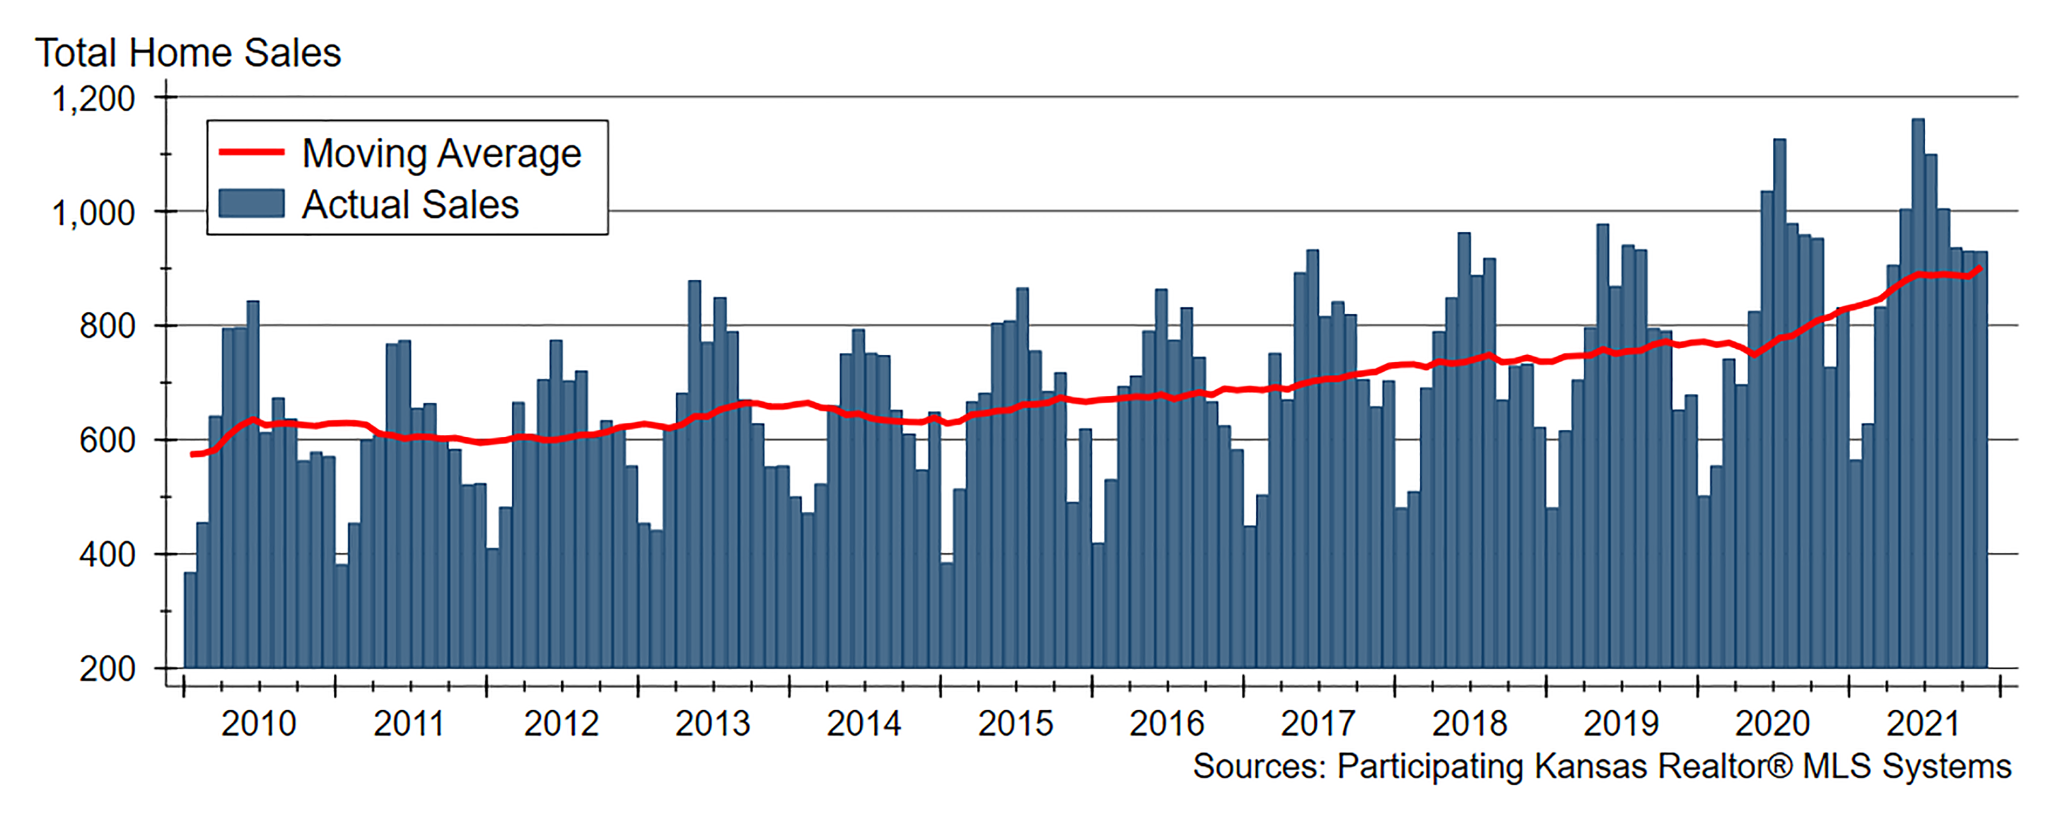 Total Home Sales
1,200
1,000
800
600
400
200
Moving Average
Actual Sales
2010 2011 2012 2013 2014 2015 2016 2017 2018 2019 2020 2021
Sources: Participating Kansas Realtor® MLS Systems